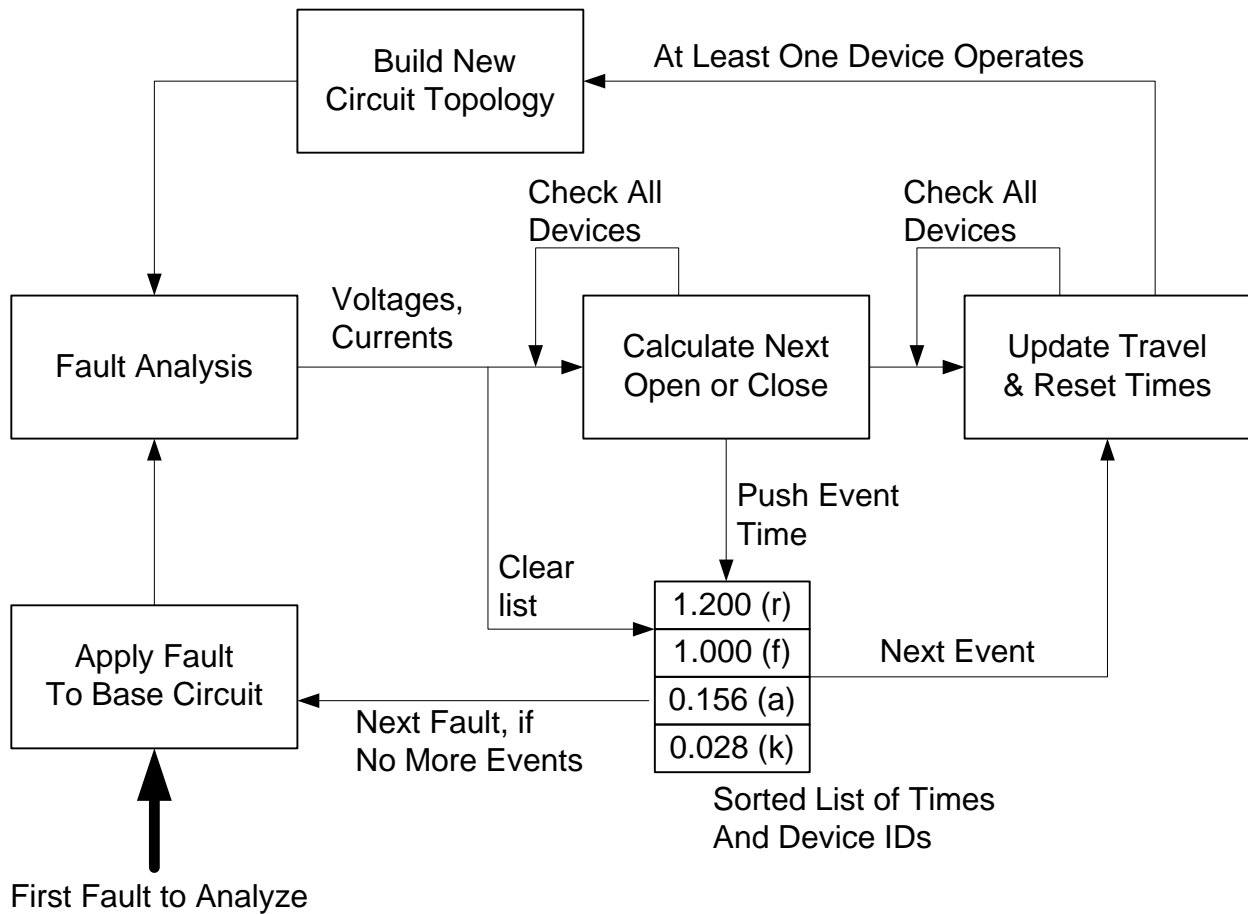 Build New
Circuit Topology
At Least One Device Operates
Check All
Devices
Check All
Devices
Voltages,
Currents
Fault Analysis
Calculate Next
Open or Close
Update Travel
& Reset Times
Push Event
Time
Clear
list
1.200 (r)
1.000 (f)
0.156 (a)
0.028 (k)
Next Event
Apply Fault
To Base Circuit
Next Fault, if
No More Events
Sorted List of Times
And Device IDs
First Fault to Analyze